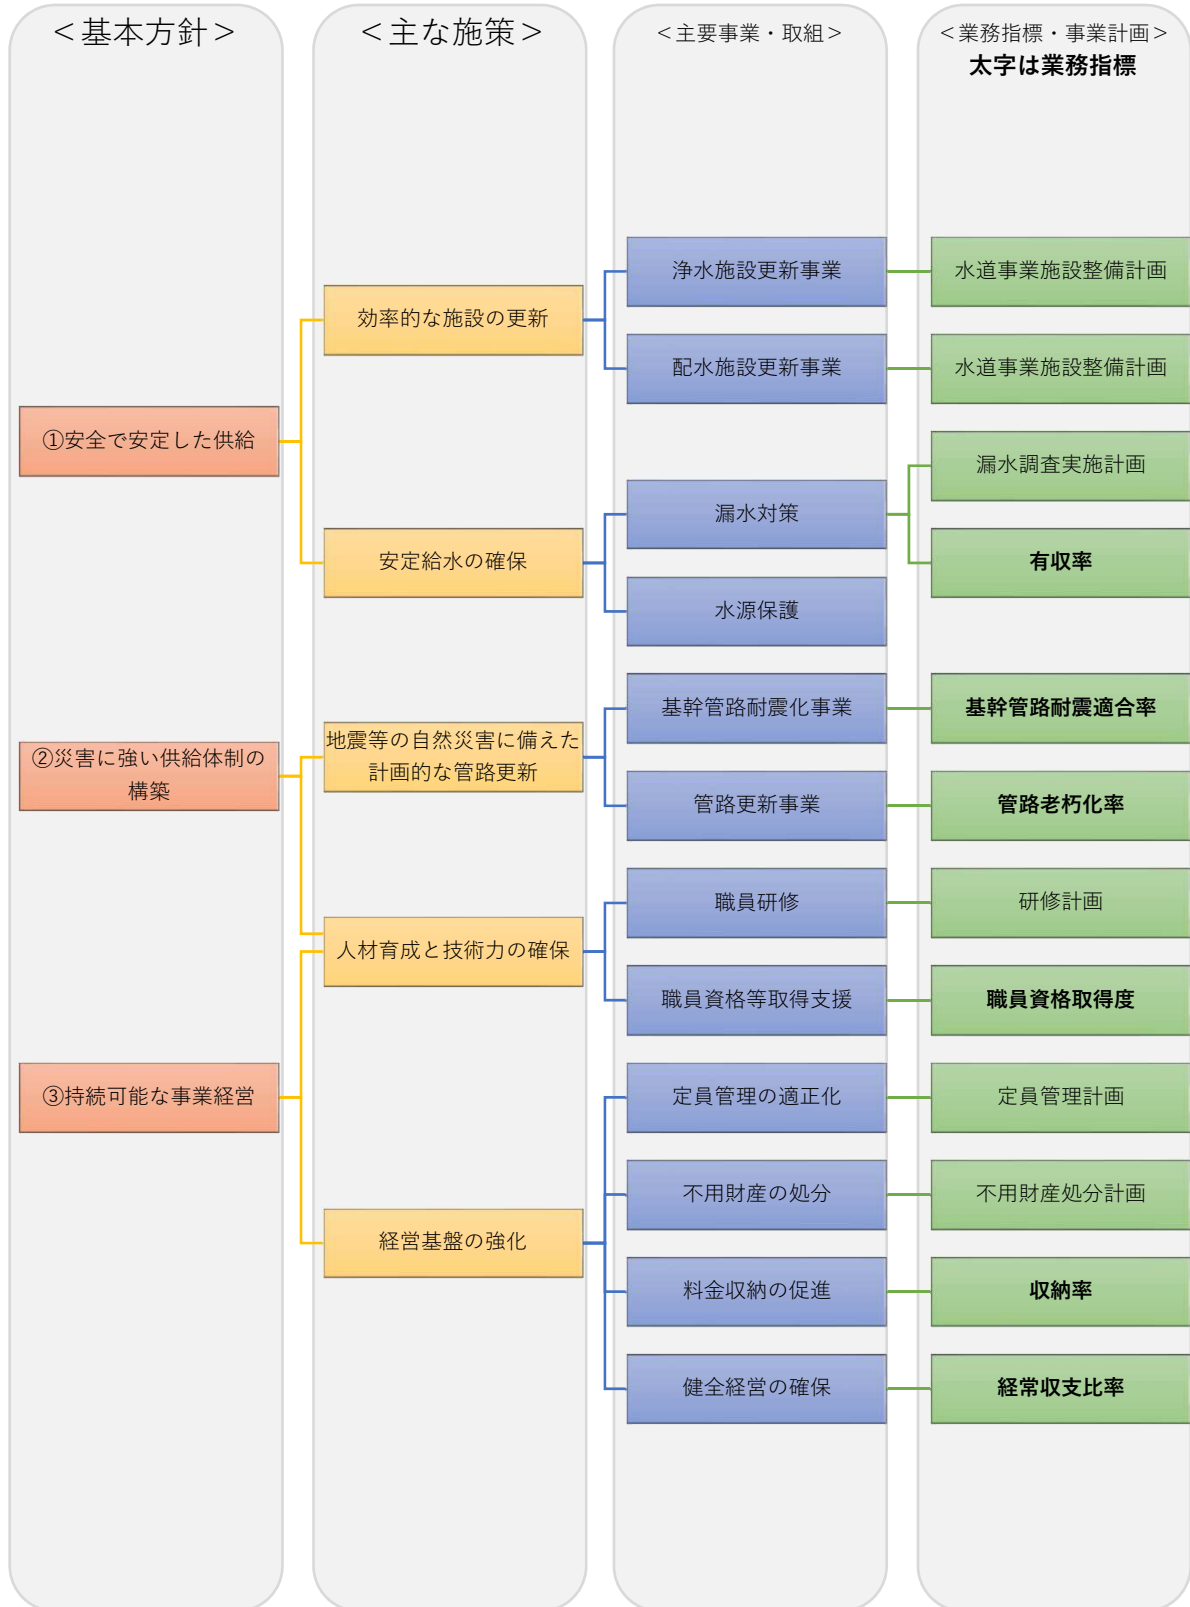 ＜基本方針＞
＜主な施策＞
＜主要事業・取組＞
＜業務指標・事業計画＞
太字は業務指標
①安全で安定した供給
効率的な施設の更新
浄水施設更新事業
水道事業施設整備計画
配水施設更新事業
水道事業施設整備計画
安定給水の確保
漏水対策
漏水調査実施計画
有収率
水源保護
②災害に強い供給体制の
構築
地震等の自然災害に備えた
計画的な管路更新
基幹管路耐震化事業
基幹管路耐震適合率
管路更新事業
管路老朽化率
人材育成と技術力の確保
職員研修
研修計画
職員資格等取得支援
職員資格取得度
③持続可能な事業経営
経営基盤の強化
定員管理の適正化
定員管理計画
不用財産の処分
不用財産処分計画
料金収納の促進
収納率
健全経営の確保
経常収支比率